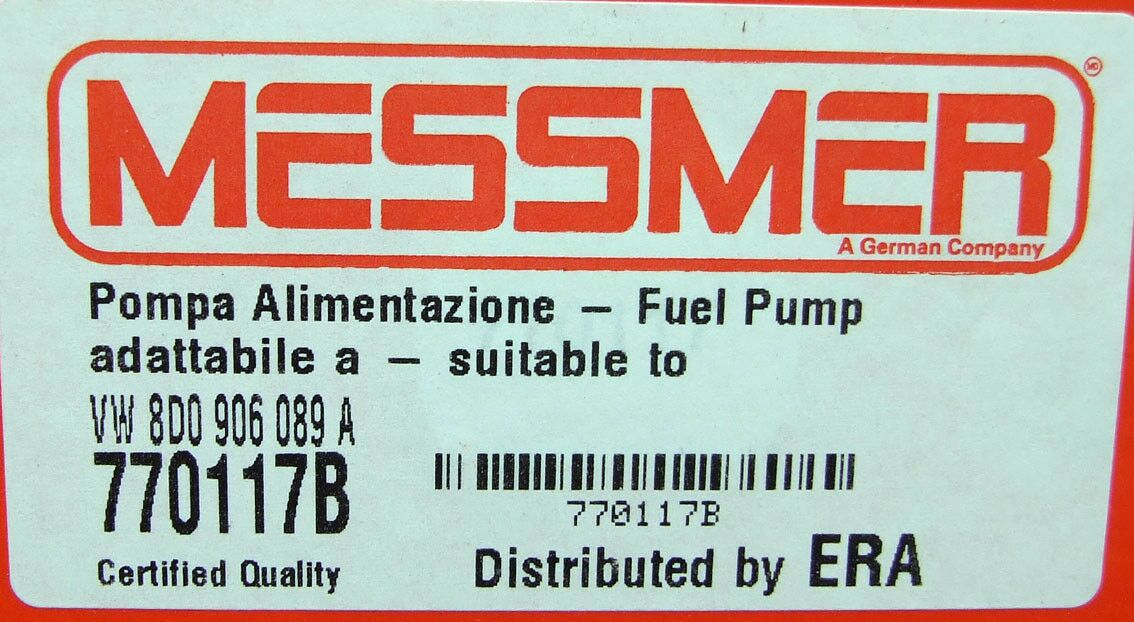 MESSMER
A German Company
Pompa Alimentazione – Fuel Pump
adattabile a – suitable to
VW 8D0 906 089 A
770117B
770117B
Certified Quality
Distributed by ERA